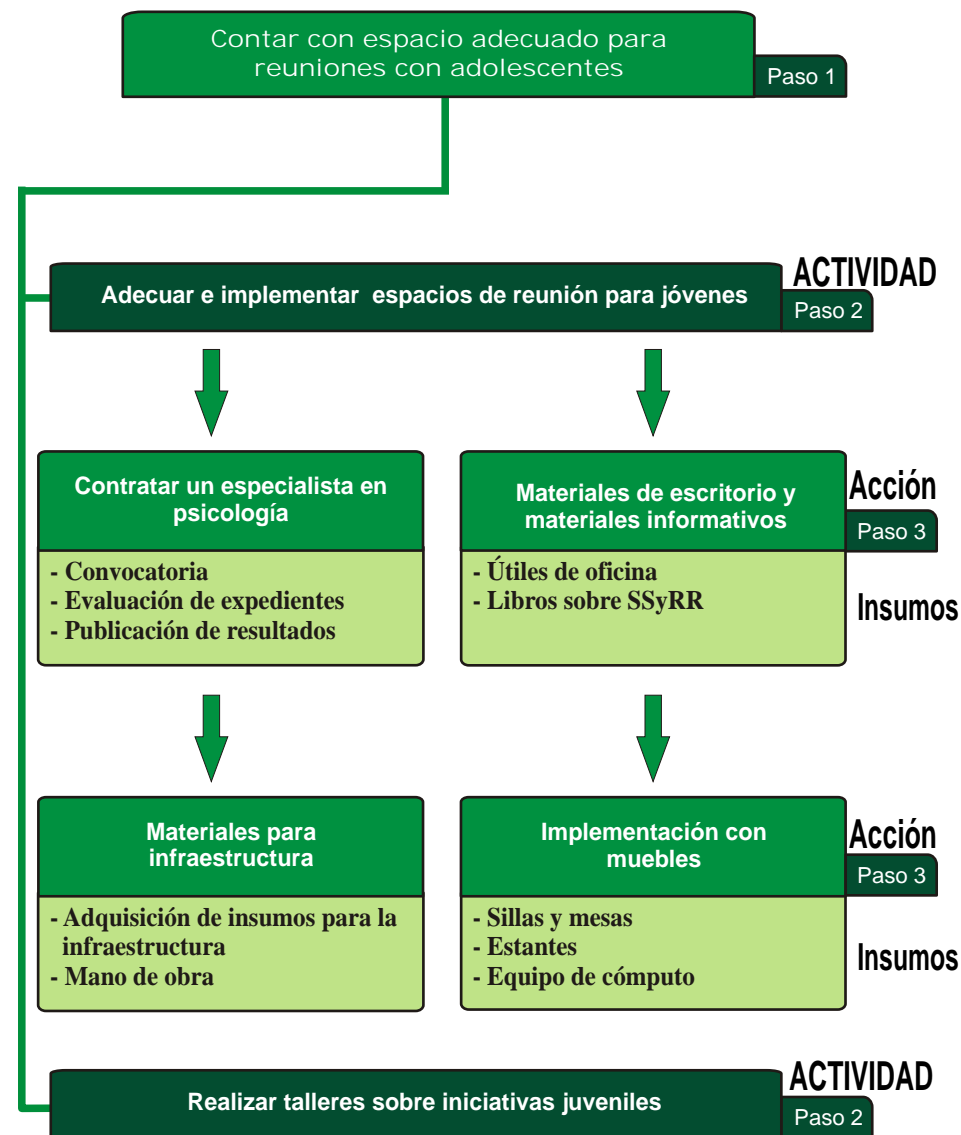 Contar con espacio adecuado para
reuniones con adolescentes
Paso 1
ACTIVIDAD
Adecuar e implementar espacios de reunión para jóvenes
Paso 2
Contratar un especialista en
psicología
- Convocatoria
- Evaluación de expedientes
- Publicación de resultados
Materiales de escritorio y
materiales informativos
- Útiles de oficina
- Libros sobre SSyRR
Acción
Paso 3
Insumos
Materiales para
infraestructura
- Adquisición de insumos para la
infraestructura
- Mano de obra
Implementación con
muebles
- Sillas y mesas
- Estantes
- Equipo de cómputo
Acción
Paso 3
Insumos
ACTIVIDAD
Realizar talleres sobre iniciativas juveniles
Paso 2